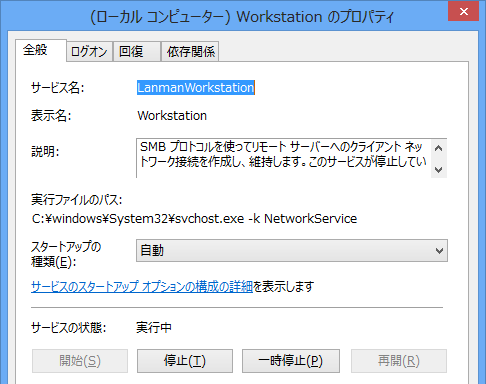 (ローカル コンピューター) Workstation のプロパティ
全般 ログオン 回復 依存関係
サービス名: LanmanWorkstation
表示名: Workstation
説明: SMB プロトコルを使ってリモート サーバーへのクライアント ネ
ットワーク接続を作成し、維持します。このサービスが停止してい
実行ファイルのパス:
C:¥windows¥System32¥svchost.exe -k NetworkService
スタートアップの
種類(E): 自動
サービスのスタートアップ オプションの構成の詳細を表示します
サービスの状態: 実行中
開始(S) 停止(T) 一時停止(P) 再開(R)